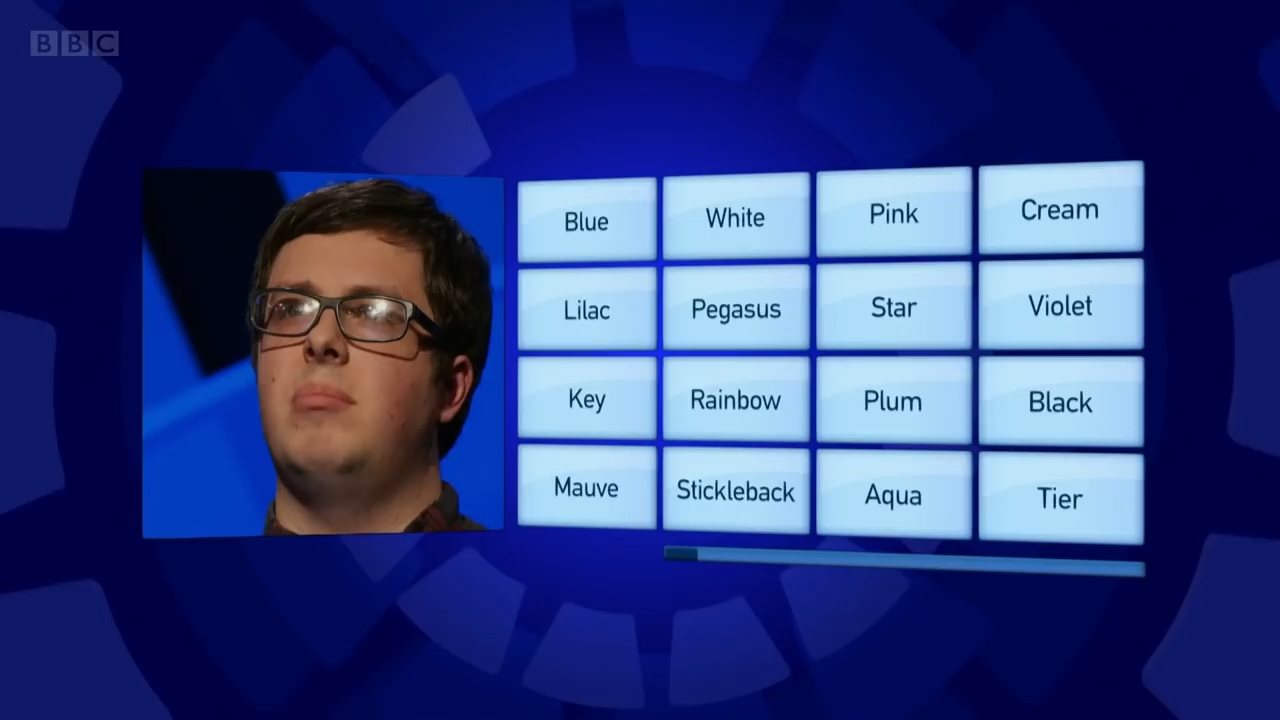 BBC
Blue White Pink Cream
Lilac Pegasus Star Violet
Key Rainbow Plum Black
Mauve Stickleback Aqua Tier